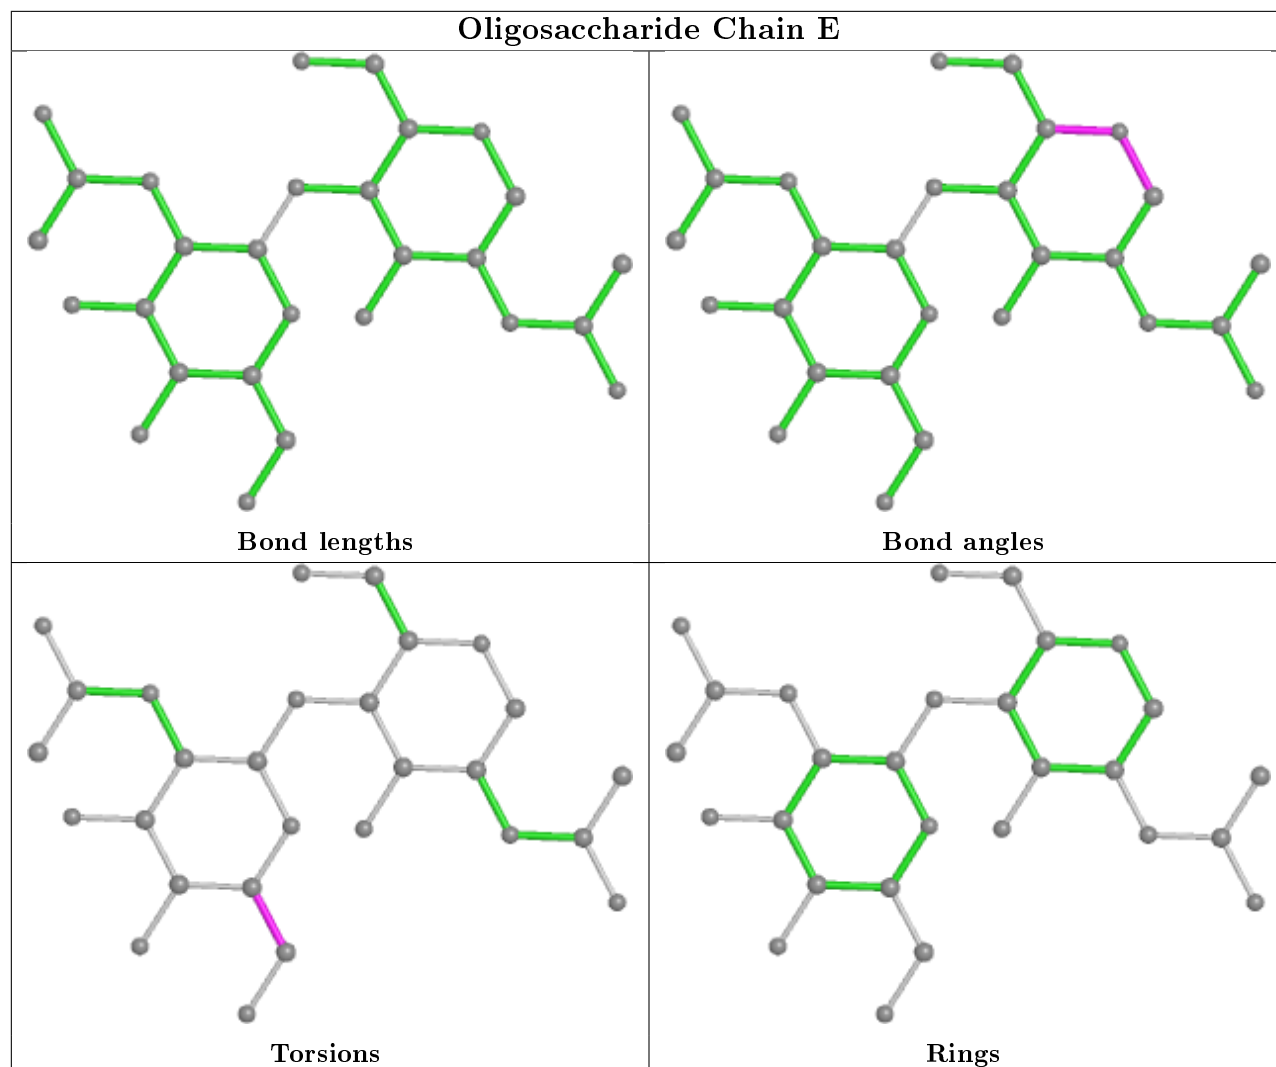 Oligosaccharide Chain E
Bond lengths
Bond angles
Torsions
Rings